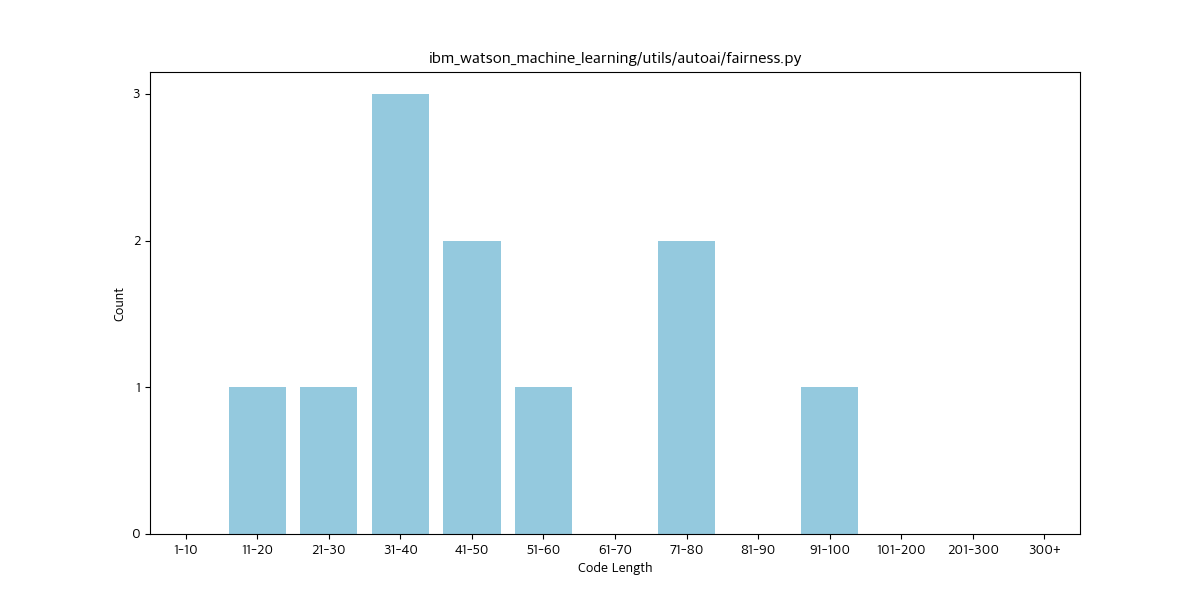 ibm_watson_machine_learning/utils/autoai/fairness.py
3
2
1
0
Count
1-10 11-20 21-30 31-40 41-50 51-60 61-70 71-80 81-90 91-100 101-200 201-300 300+
Code Length